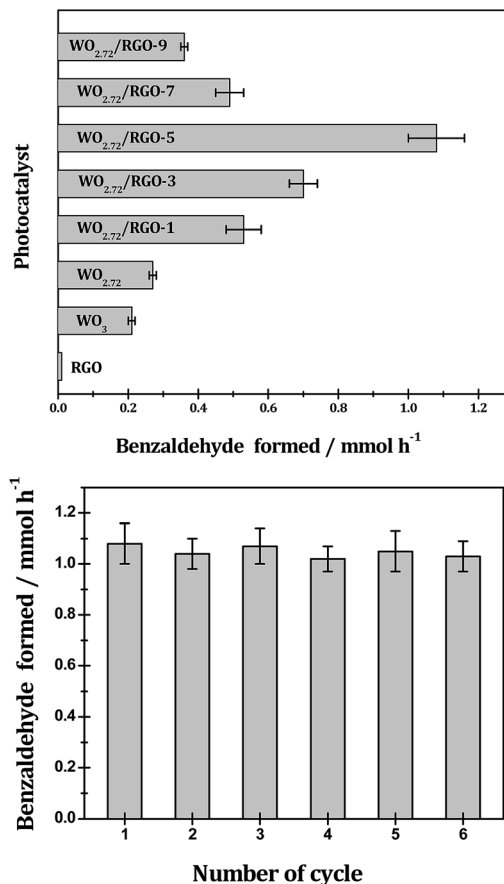 WO₂.₇₂/RGO-9
WO₂.₇₂/RGO-7
WO₂.₇₂/RGO-5
WO₂.₇₂/RGO-3
WO₂.₇₂/RGO-1
WO₂.₇₂
WO₃
RGO
Photocatalyst
0.0 0.2 0.4 0.6 0.8 1.0 1.2
Benzaldehyde formed / mmol h⁻¹
Benzaldehyde formed / mmol h⁻¹
1.2
1.0
0.8
0.6
0.4
0.2
0.0
1 2 3 4 5 6
Number of cycle